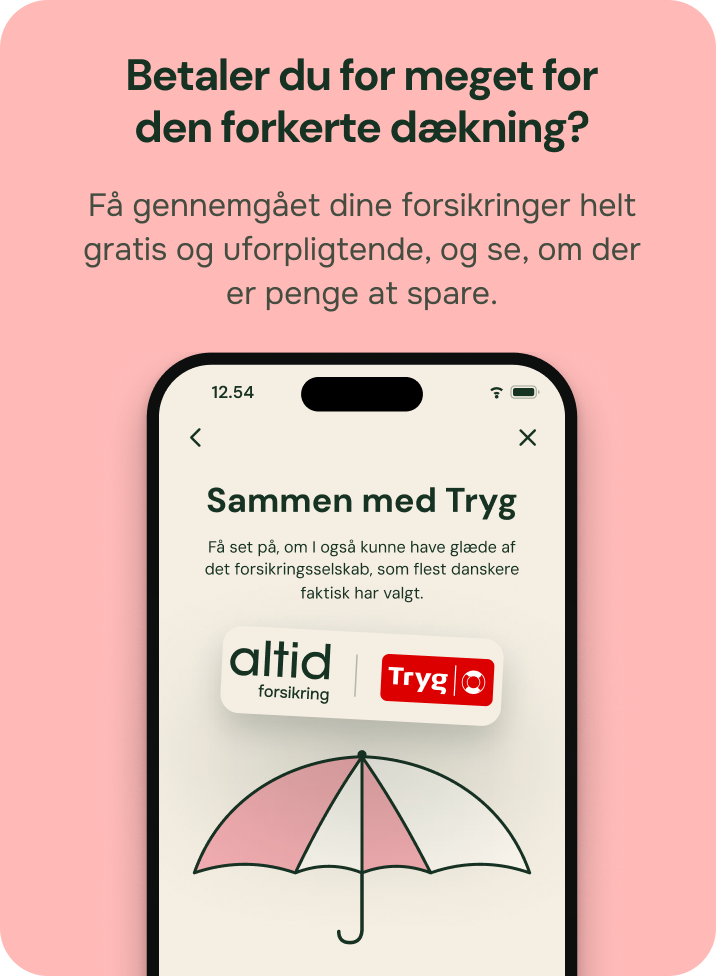 Betaler du for meget for
den forkerte dækning?
Få gennemgået dine forsikringer helt
gratis og uforpligtende, og se, om der
er penge at spare.
12.54
Sammen med Tryg
Få set på, om I også kunne have glæde af
det forsikringsselskab, som flest danskere
faktisk har valgt.
altid
forsikring
Tryg